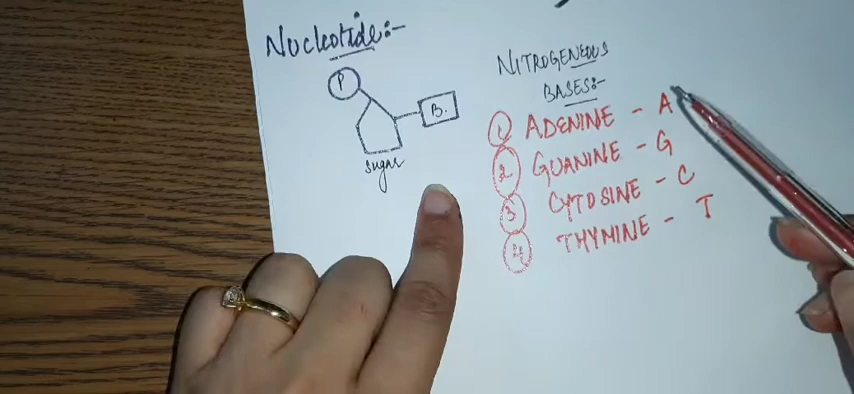 Nucleotide:-
P
B.
sugar
NITROGENEOUS
BASES:-
1 ADENINE - A
2 GUANINE - G
3 CYTOSINE - C
4 THYMINE - T